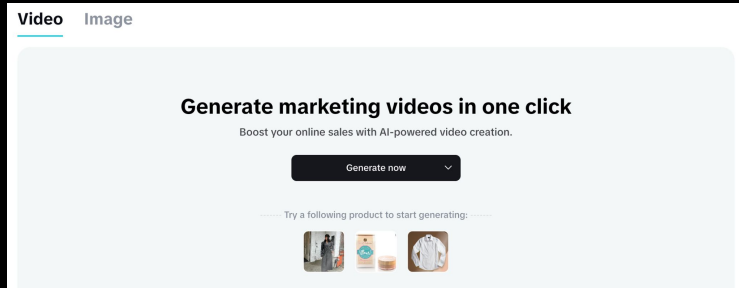 Video Image
Generate marketing videos in one click
Boost your online sales with AI-powered video creation.
Generate now
Try a following product to start generating: